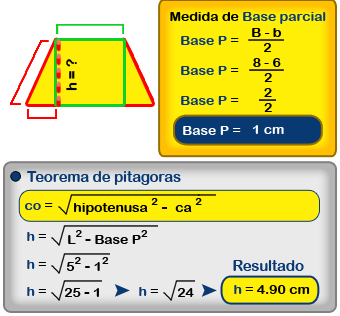 h = ?
Medida de Base parcial
Base P = B - b / 2
Base P = 8 - 6 / 2
Base P = 2 / 2
Base P = 1 cm
Teorema de pitagoras
co = √hipotenusa² - ca²
h = √L² - Base P²
h = √5² - 1²
Resultado
h = √25 - 1 h = √24 h = 4.90 cm